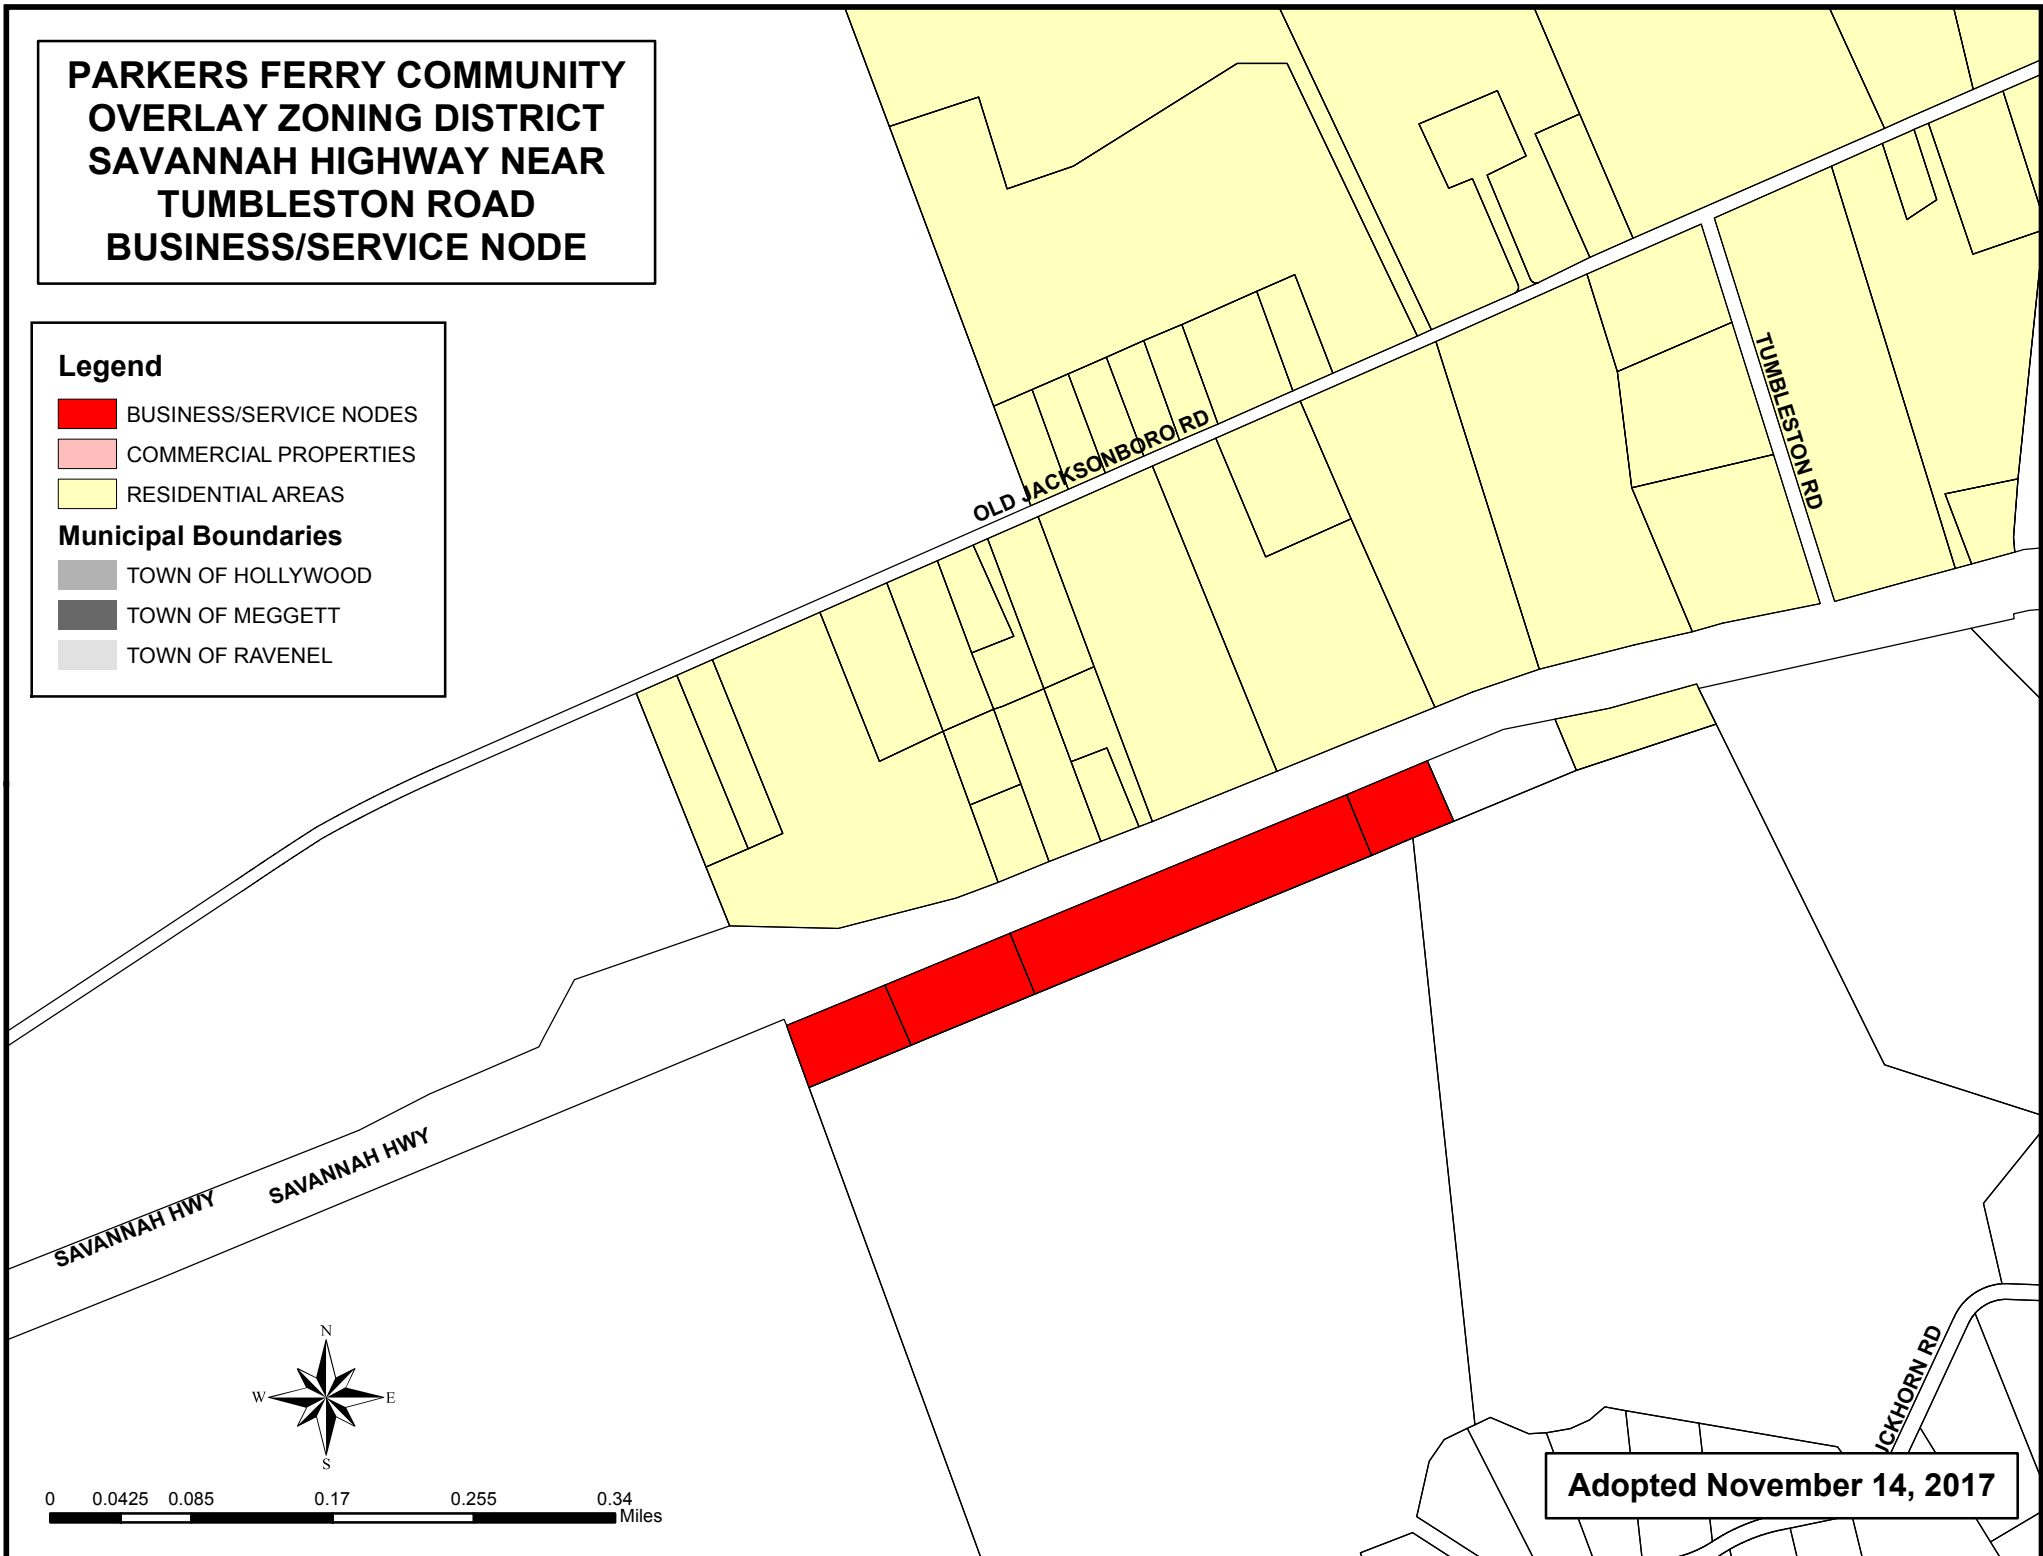 PARKERS FERRY COMMUNITY
OVERLAY ZONING DISTRICT
SAVANNAH HIGHWAY NEAR
TUMBLESTON ROAD
BUSINESS/SERVICE NODE
Legend
BUSINESS/SERVICE NODES
COMMERCIAL PROPERTIES
RESIDENTIAL AREAS
Municipal Boundaries
TOWN OF HOLLYWOOD
TOWN OF MEGGETT
TOWN OF RAVENEL
OLD JACKSONBORO RD
TUMBLESTON RD
SAVANNAH HWY
SAVANNAH HWY
UCKHORN RD
N
W E
S
0 0.0425 0.085 0.17 0.255 0.34
Miles
Adopted November 14, 2017